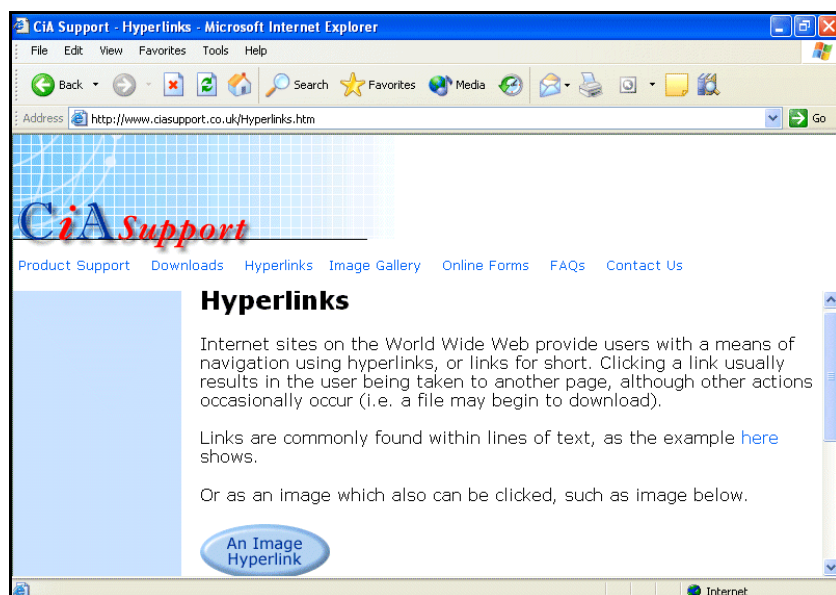 CiA Support - Hyperlinks - Microsoft Internet Explorer
File Edit View Favorites Tools Help
Back Search Favorites Media
Address http://www.ciasupport.co.uk/Hyperlinks.htm Go
CiA Support
Product Support Downloads Hyperlinks Image Gallery Online Forms FAQs Contact Us
Hyperlinks
Internet sites on the World Wide Web provide users with a means of
navigation using hyperlinks, or links for short. Clicking a link usually
results in the user being taken to another page, although other actions
occasionally occur (i.e. a file may begin to download).
Links are commonly found within lines of text, as the example here
shows.
Or as an image which also can be clicked, such as image below.
An Image
Hyperlink
Internet